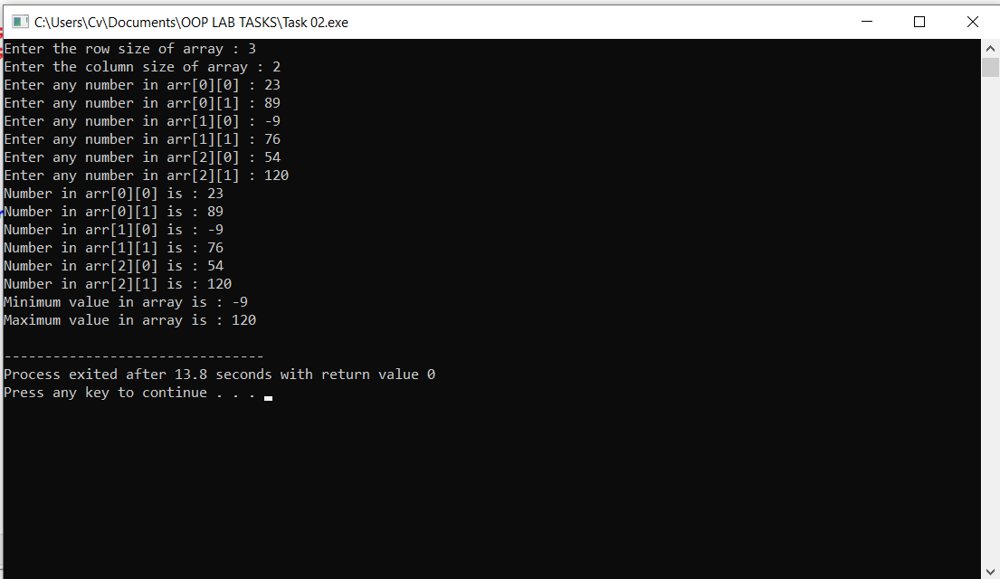 C:\Users\Cv\Documents\OOP LAB TASKS\Task 02.exe
Enter the row size of array : 3
Enter the column size of array : 2
Enter any number in arr[0][0] : 23
Enter any number in arr[0][1] : 89
Enter any number in arr[1][0] : -9
Enter any number in arr[1][1] : 76
Enter any number in arr[2][0] : 54
Enter any number in arr[2][1] : 120
Number in arr[0][0] is : 23
Number in arr[0][1] is : 89
Number in arr[1][0] is : -9
Number in arr[1][1] is : 76
Number in arr[2][0] is : 54
Number in arr[2][1] is : 120
Minimum value in array is : -9
Maximum value in array is : 120

--------------------------------
Process exited after 13.8 seconds with return value 0
Press any key to continue . . .